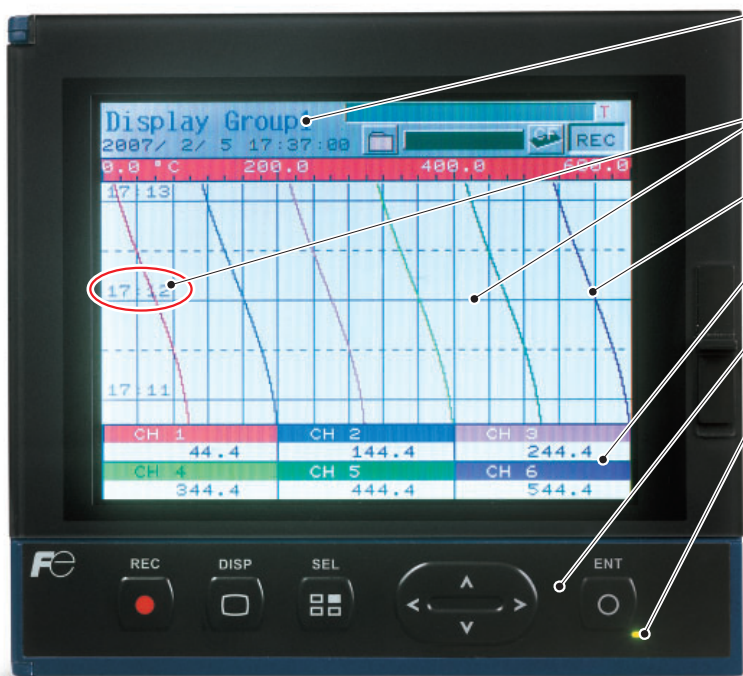 Display Group1
T
2007/ 2/ 5 17:37:00
CF
REC
0.0 °C 200.0 400.0 600.0
17:13
17:12
17:11
CH 1 CH 2 CH 3
44.4 144.4 244.4
CH 4 CH 5 CH 6
344.4 444.4 544.4
Fe
REC DISP SEL ENT